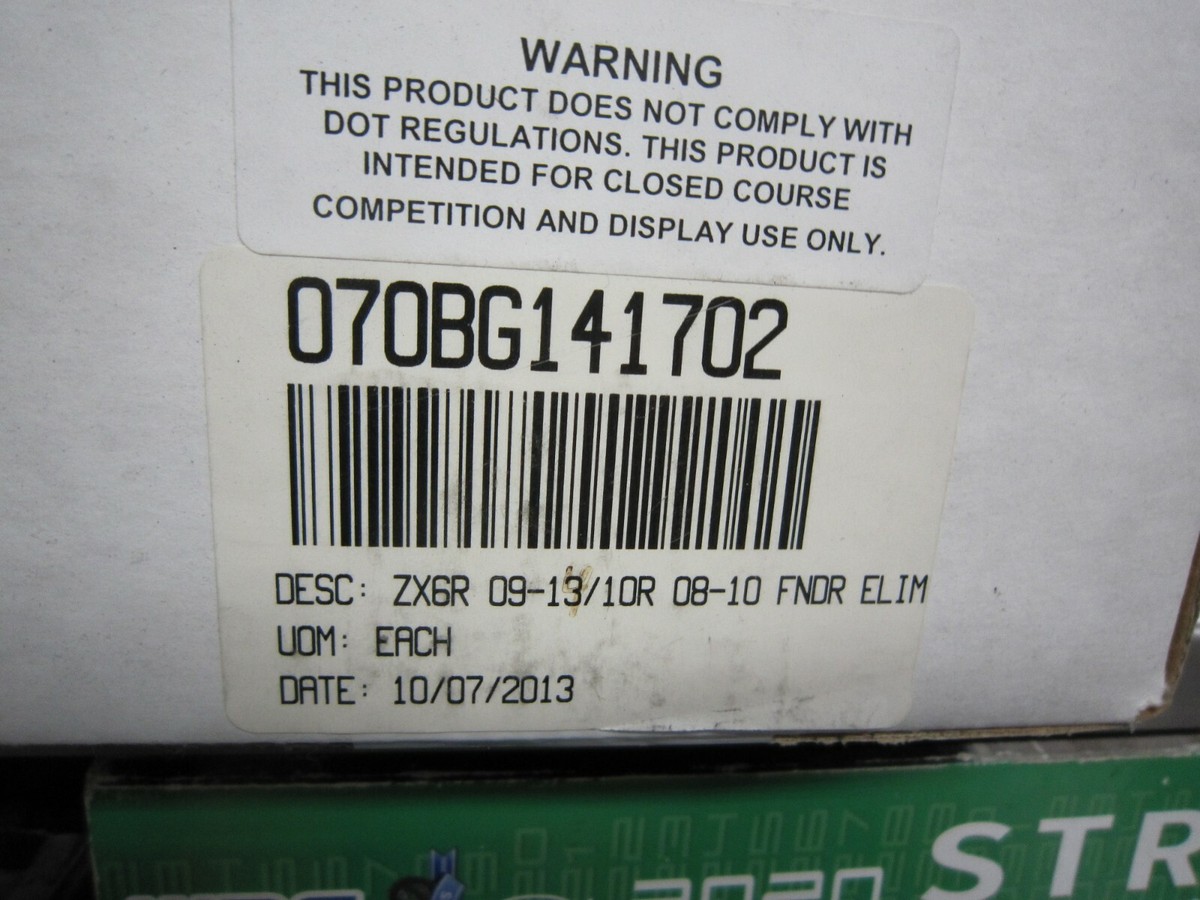 WARNING
THIS PRODUCT DOES NOT COMPLY WITH
DOT REGULATIONS. THIS PRODUCT IS
INTENDED FOR CLOSED COURSE
COMPETITION AND DISPLAY USE ONLY.
070BG141702
DESC: ZX6R 09-13/10R 08-10 FNDR ELIM
UOM: EACH
DATE: 10/07/2013
STR